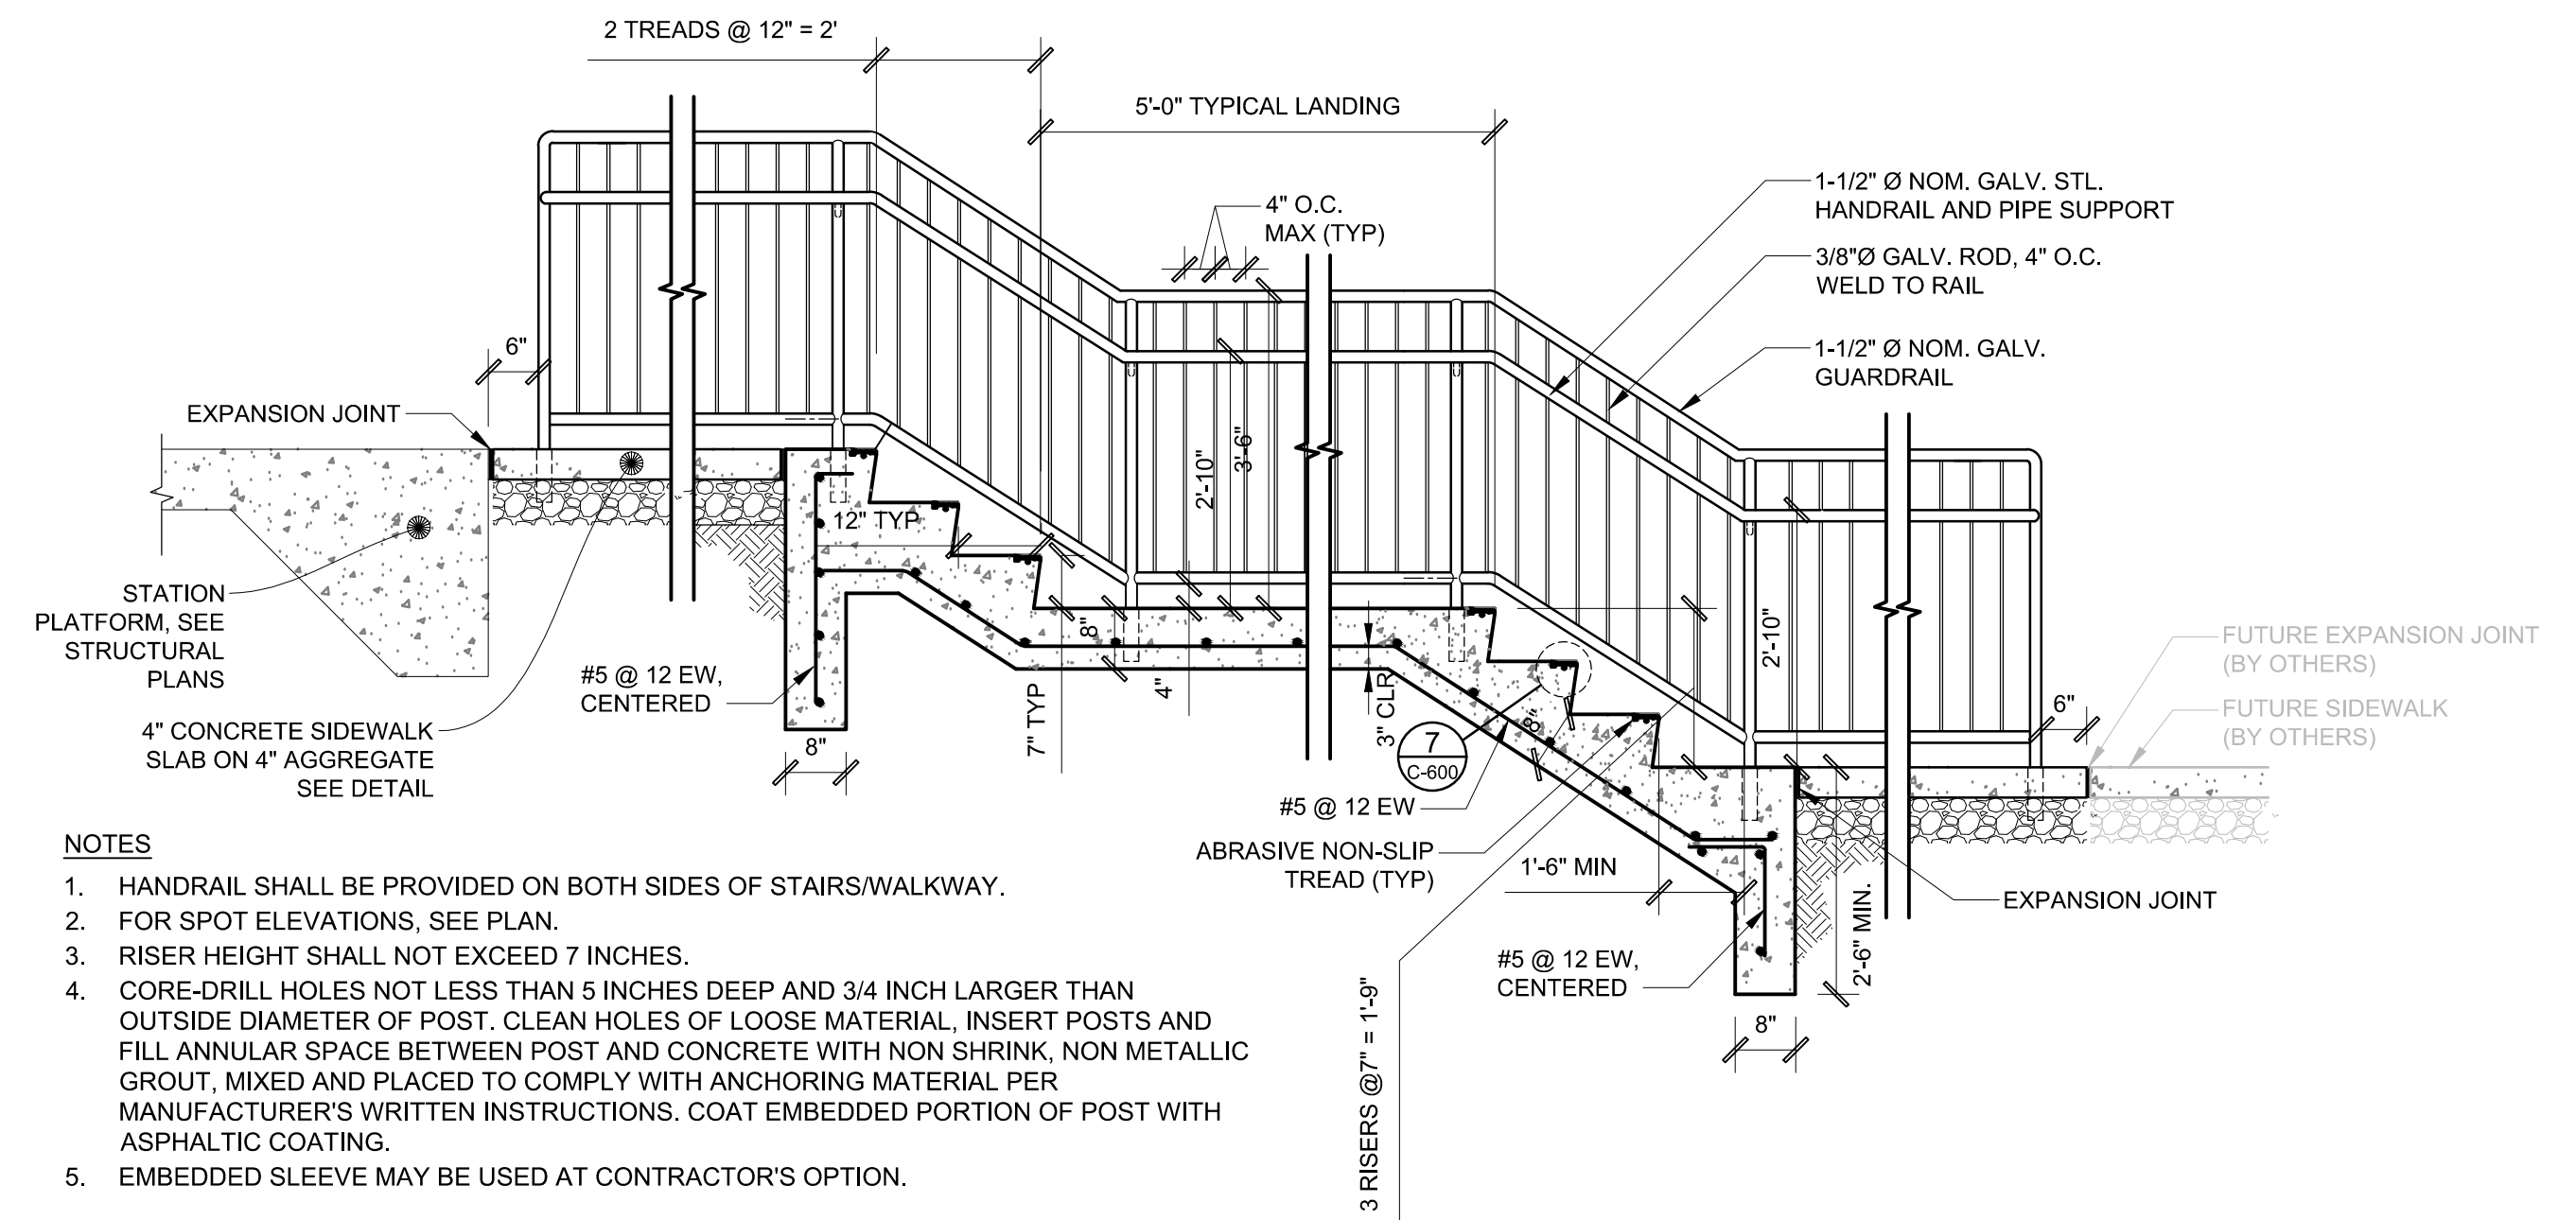 2 TREADS @ 12" = 2'
5'-0" TYPICAL LANDING
4" O.C.
MAX (TYP)
1-1/2" Ø NOM. GALV. STL.
HANDRAIL AND PIPE SUPPORT
3/8"Ø GALV. ROD, 4" O.C.
WELD TO RAIL
1-1/2" Ø NOM. GALV.
GUARDRAIL
6"
EXPANSION JOINT
2'-10"
3'-6"
12" TYP
STATION
PLATFORM, SEE
STRUCTURAL
PLANS
#5 @ 12 EW,
CENTERED
4" CONCRETE SIDEWALK
SLAB ON 4" AGGREGATE
SEE DETAIL
8"
8"
7" TYP
4"
3" CLR
7
C-600
8"
2'-10"
#5 @ 12 EW
ABRASIVE NON-SLIP
TREAD (TYP)
1'-6" MIN
6"
FUTURE EXPANSION JOINT
(BY OTHERS)
FUTURE SIDEWALK
(BY OTHERS)
EXPANSION JOINT
2'-6" MIN.
#5 @ 12 EW,
CENTERED
8"
3 RISERS @7" = 1'-9"
NOTES
1. HANDRAIL SHALL BE PROVIDED ON BOTH SIDES OF STAIRS/WALKWAY.
2. FOR SPOT ELEVATIONS, SEE PLAN.
3. RISER HEIGHT SHALL NOT EXCEED 7 INCHES.
4. CORE-DRILL HOLES NOT LESS THAN 5 INCHES DEEP AND 3/4 INCH LARGER THAN
OUTSIDE DIAMETER OF POST. CLEAN HOLES OF LOOSE MATERIAL, INSERT POSTS AND
FILL ANNULAR SPACE BETWEEN POST AND CONCRETE WITH NON SHRINK, NON METALLIC
GROUT, MIXED AND PLACED TO COMPLY WITH ANCHORING MATERIAL PER
MANUFACTURER'S WRITTEN INSTRUCTIONS. COAT EMBEDDED PORTION OF POST WITH
ASPHALTIC COATING.
5. EMBEDDED SLEEVE MAY BE USED AT CONTRACTOR'S OPTION.